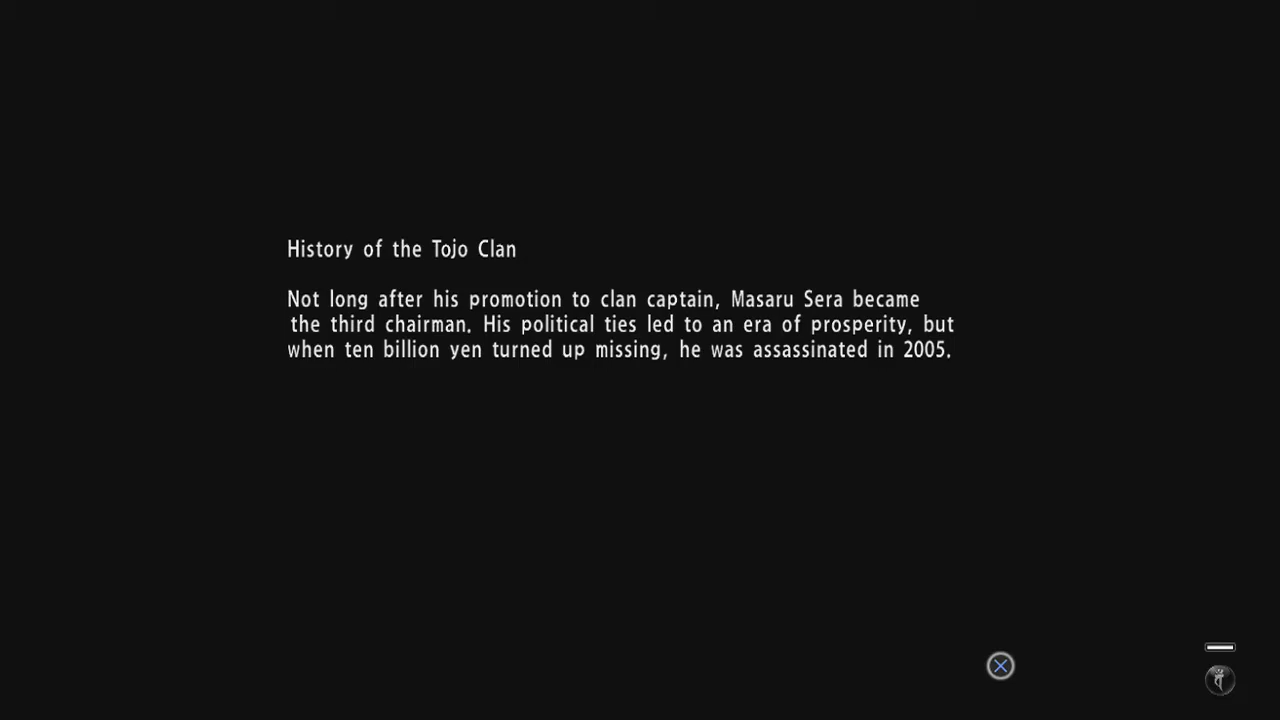 History of the Tojo Clan
Not long after his promotion to clan captain, Masaru Sera became
the third chairman. His political ties led to an era of prosperity, but
when ten billion yen turned up missing, he was assassinated in 2005.